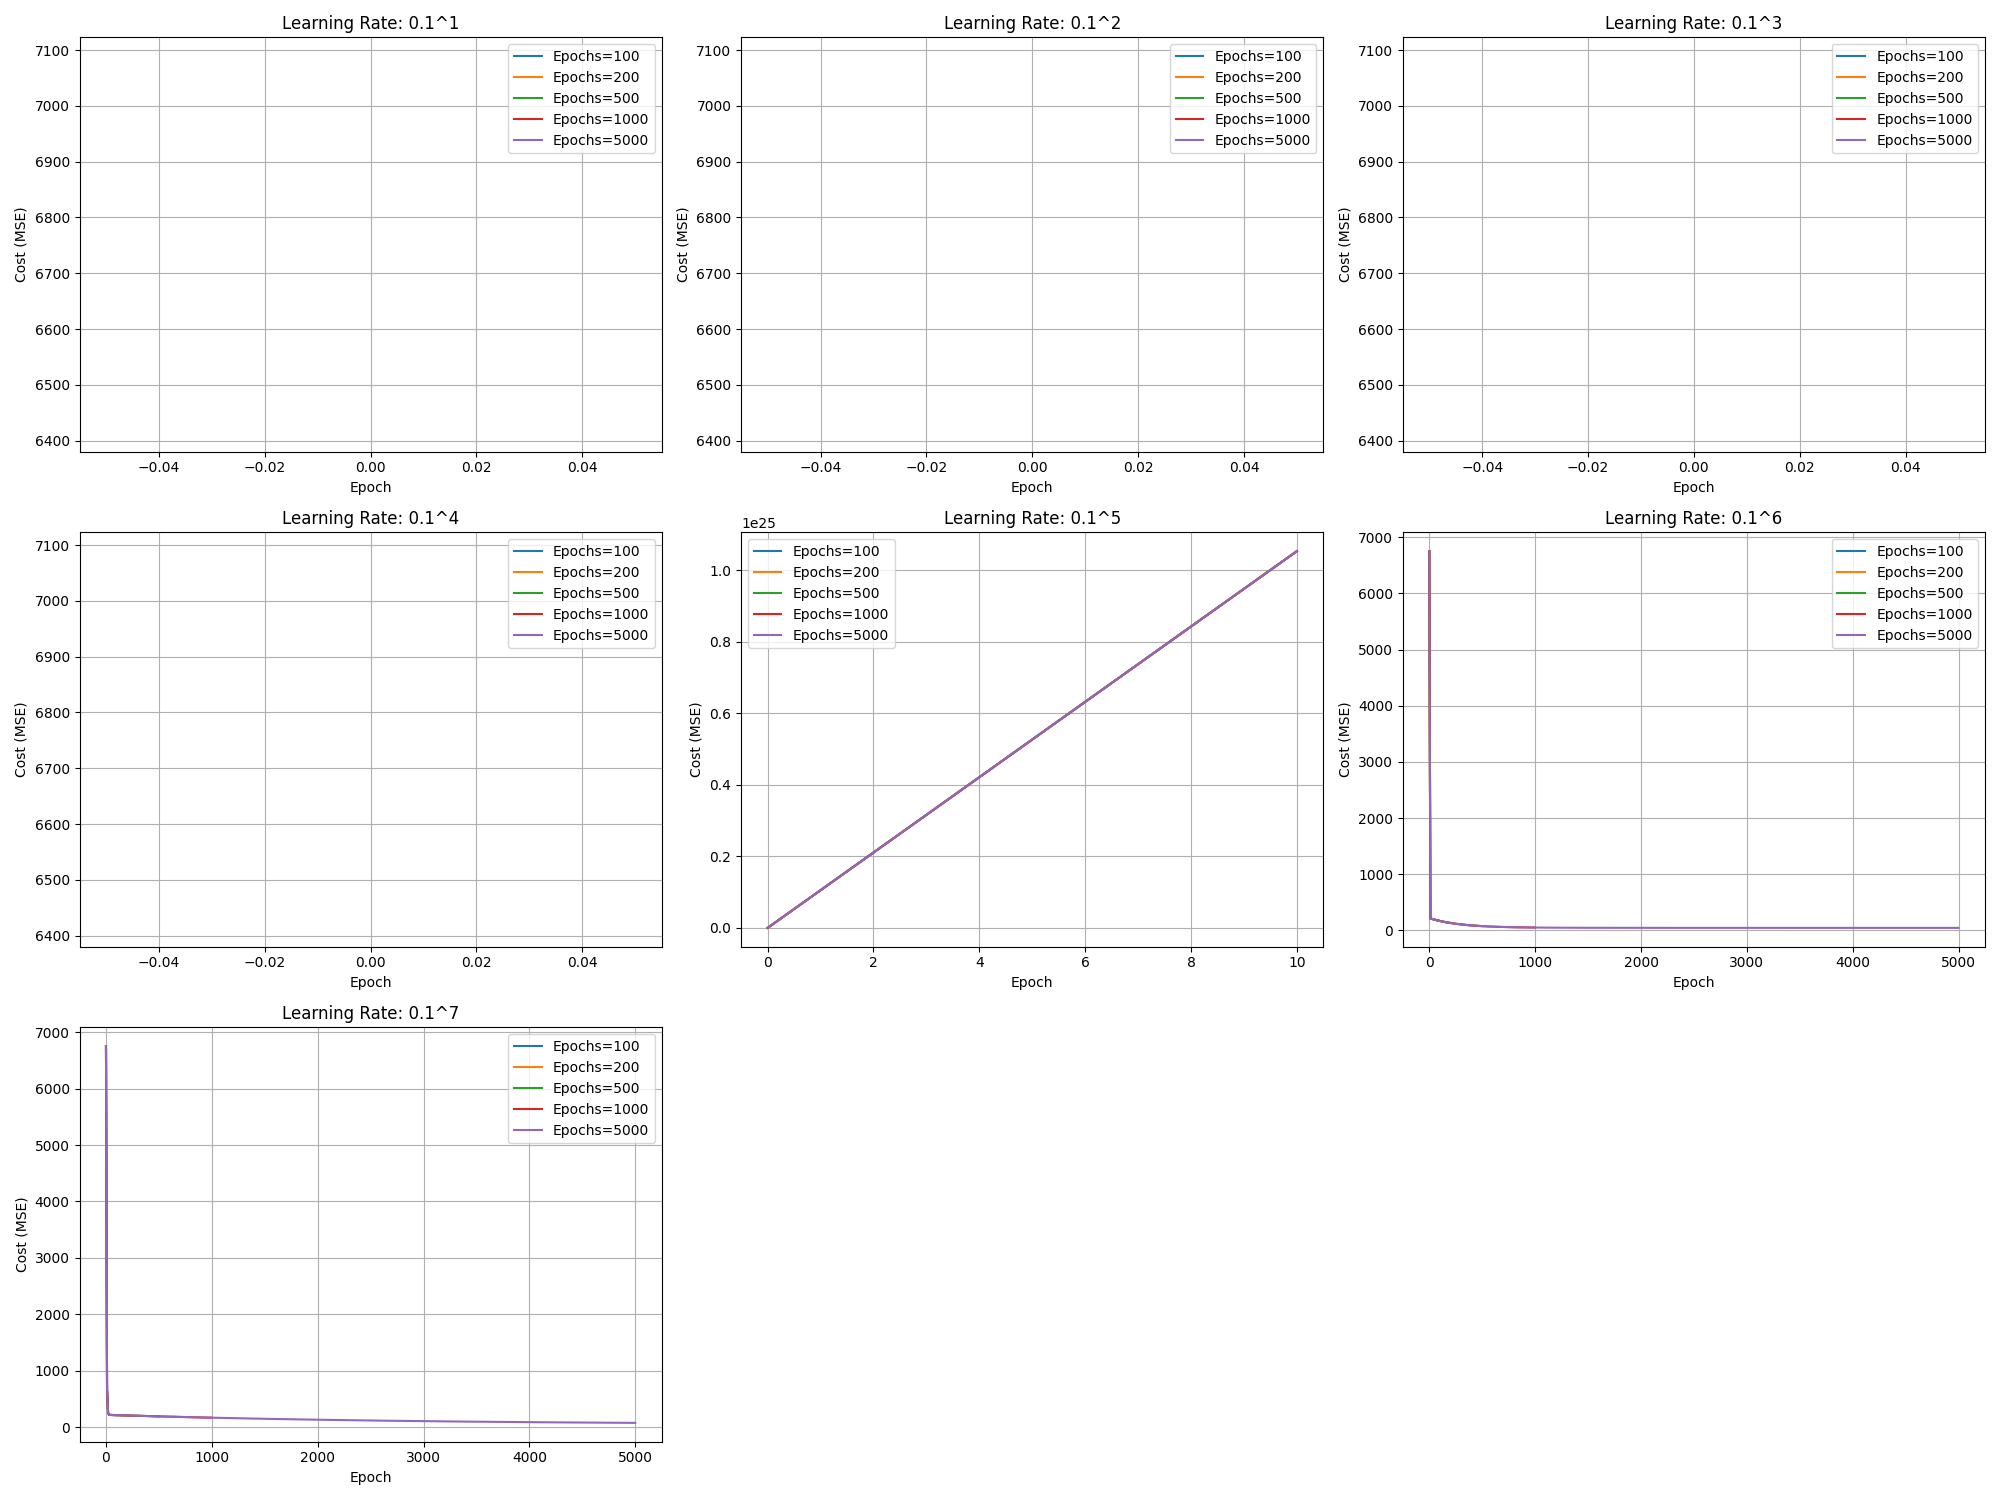 Learning Rate: 0.1^1
7100
7000
6900
6800
6700
6600
6500
6400
Cost (MSE)
Epochs=100
Epochs=200
Epochs=500
Epochs=1000
Epochs=5000
−0.04 −0.02 0.00 0.02 0.04
Epoch
Learning Rate: 0.1^2
7100
7000
6900
6800
6700
6600
6500
6400
Cost (MSE)
Epochs=100
Epochs=200
Epochs=500
Epochs=1000
Epochs=5000
−0.04 −0.02 0.00 0.02 0.04
Epoch
Learning Rate: 0.1^3
7100
7000
6900
6800
6700
6600
6500
6400
Cost (MSE)
Epochs=100
Epochs=200
Epochs=500
Epochs=1000
Epochs=5000
−0.04 −0.02 0.00 0.02 0.04
Epoch
Learning Rate: 0.1^4
7100
7000
6900
6800
6700
6600
6500
6400
Cost (MSE)
Epochs=100
Epochs=200
Epochs=500
Epochs=1000
Epochs=5000
−0.04 −0.02 0.00 0.02 0.04
Epoch
Learning Rate: 0.1^5
1e25
1.0
0.8
0.6
0.4
0.2
0.0
Cost (MSE)
Epochs=100
Epochs=200
Epochs=500
Epochs=1000
Epochs=5000
0 2 4 6 8 10
Epoch
Learning Rate: 0.1^6
7000
6000
5000
4000
3000
2000
1000
0
Cost (MSE)
Epochs=100
Epochs=200
Epochs=500
Epochs=1000
Epochs=5000
0 1000 2000 3000 4000 5000
Epoch
Learning Rate: 0.1^7
7000
6000
5000
4000
3000
2000
1000
0
Cost (MSE)
Epochs=100
Epochs=200
Epochs=500
Epochs=1000
Epochs=5000
0 1000 2000 3000 4000 5000
Epoch